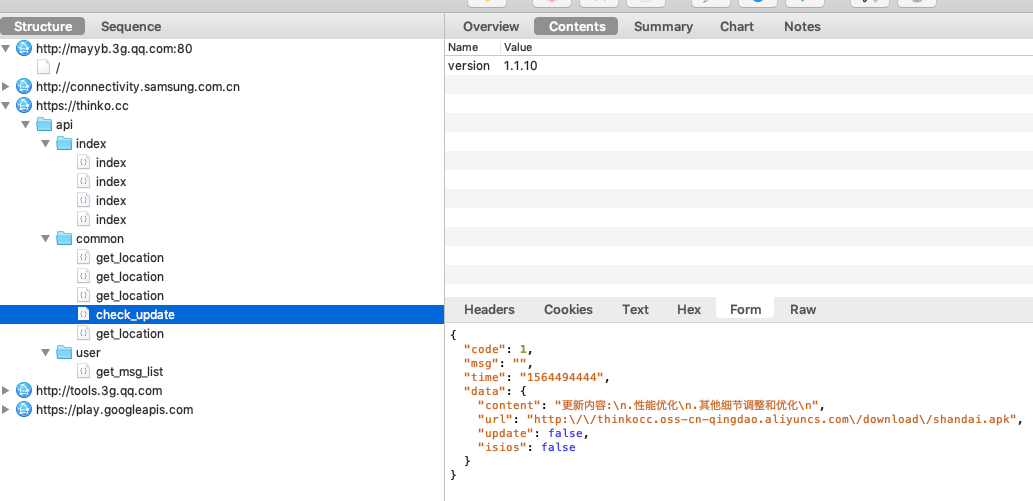 Structure Sequence
http://mayyb.3g.qq.com:80
/
http://connectivity.samsung.com.cn
https://thinko.cc
api
index
index
index
index
index
common
get_location
get_location
get_location
check_update
get_location
user
get_msg_list
http://tools.3g.qq.com
https://play.googleapis.com
Overview Contents Summary Chart Notes
Name Value
version 1.1.10
Headers Cookies Text Hex Form Raw
{
"code": 1,
"msg": "",
"time": "1564494444",
"data": {
"content": "更新内容:\n.性能优化\n.其他细节调整和优化\n",
"url": "http:\/\/thinkocc.oss-cn-qingdao.aliyuncs.com\/download\/shandai.apk",
"update": false,
"isios": false
}
}